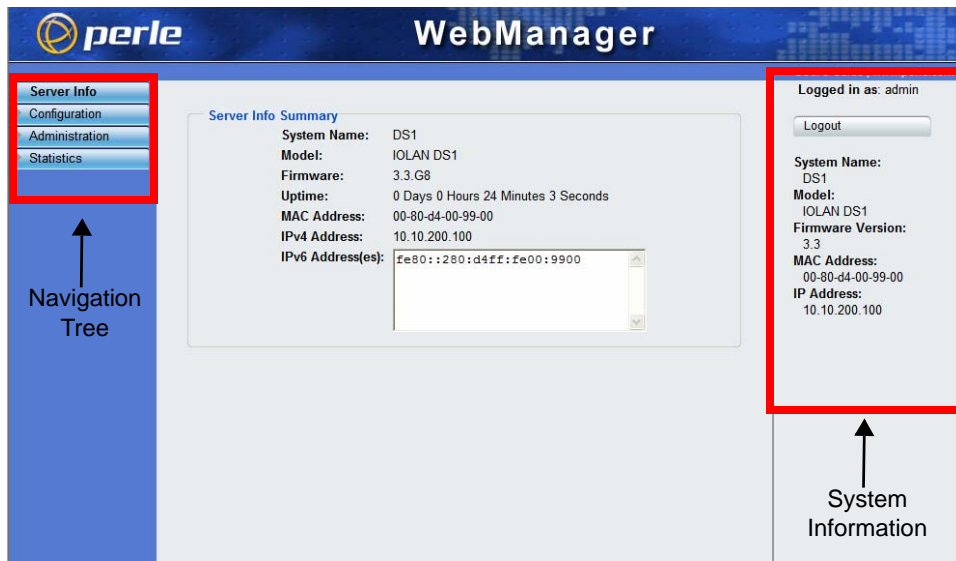 perle
WebManager
Server Info
Configuration
Administration
Statistics
Navigation
Tree
Server Info Summary
System Name: DS1
Model: IOLAN DS1
Firmware: 3.3.G8
Uptime: 0 Days 0 Hours 24 Minutes 3 Seconds
MAC Address: 00-80-d4-00-99-00
IPv4 Address: 10.10.200.100
IPv6 Address(es): fe80::280:d4ff:fe00:9900
Logged in as: admin
Logout
System Name:
DS1
Model:
IOLAN DS1
Firmware Version:
3.3
MAC Address:
00-80-d4-00-99-00
IP Address:
10.10.200.100
System
Information